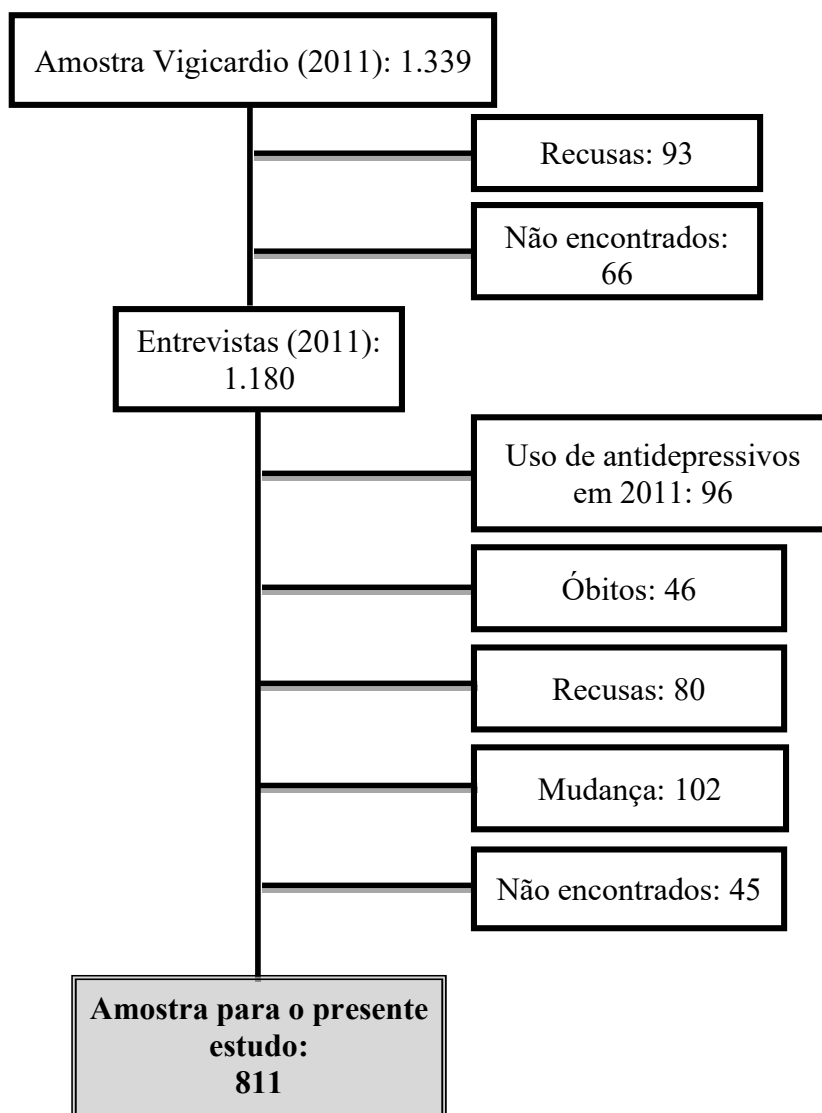 Amostra Vigicardio (2011): 1.339
Recusas: 93
Não encontrados:
66
Entrevistas (2011):
1.180
Uso de antidepressivos
em 2011: 96
Óbitos: 46
Recusas: 80
Mudança: 102
Não encontrados: 45
Amostra para o presente
estudo:
811